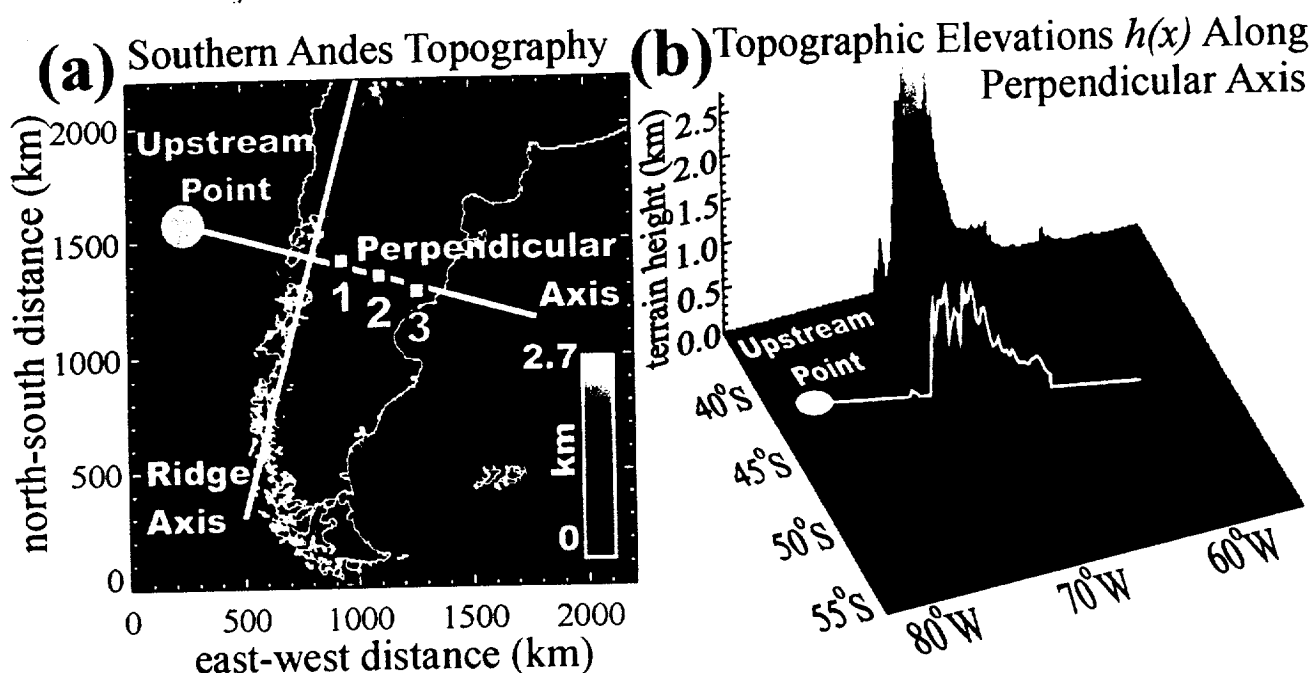 (a) Southern Andes Topography
north-south distance (km)
2000
1500
1000
500
0
Upstream
Point
Perpendicular
Axis
1
2
3
2.7
km
0
Ridge
Axis
0 500 1000 1500 2000
east-west distance (km)
(b) Topographic Elevations h(x) Along
Perpendicular Axis
terrain height (km)
2.5
2.0
1.5
1.0
0.5
0.0
Upstream
Point
40°S
45°S
50°S
55°S
80°W
70°W
60°W